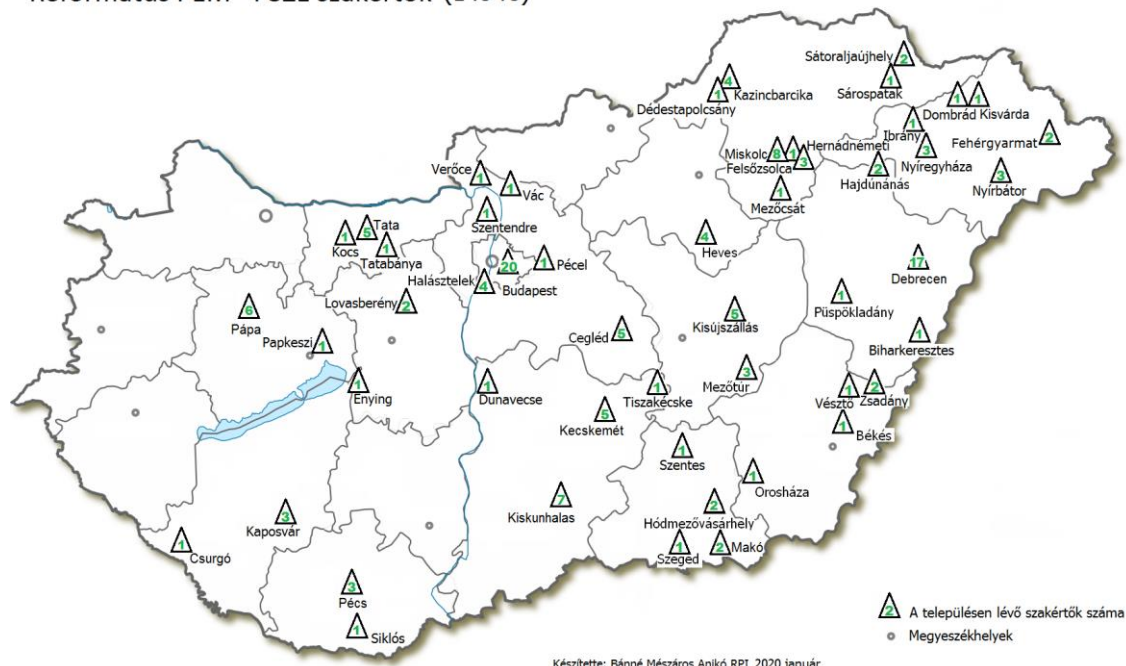 Református szakértők
Sátoraljaújhely 2
Sárospatak 1
4 Kazincbarcika
1 Dédestapolcsány
1 Dombrád
1 Kisvárda
1 Ibrány
Fehérgyarmat 2
3 Nyíregyháza
3 Nyírbátor
Miskolc 8
1 Hernádnémeti
Felsőzsolca 3
2 Hajdúnánás
1 Mezőcsát
Verőce 1
1 Vác
1 Szentendre
5 Tata
1 Kocs
1 Tatabánya
4 Heves
1 Pécel
20 Budapest
Halásztelek 4
17 Debrecen
Lovasberény 2
6 Pápa
Papkeszi 1
1 Püspökladány
5 Kisújszállás
Cegléd 5
1 Biharkeresztes
1 Enying
1 Dunavecse
1 Tiszakécske
3 Mezőtúr
1 Vésztő
2 Zsadány
5 Kecskemét
1 Békés
1 Szentes
1 Orosháza
7 Kiskunhalas
2 Hódmezővásárhely
3 Kaposvár
1 Csurgó
1 Szeged
2 Makó
3 Pécs
1 Siklós
2 A településen lévő szakértők száma
Megyeszékhelyek
Készítette: Bánné Mészáros Anikó RPI 2020 január